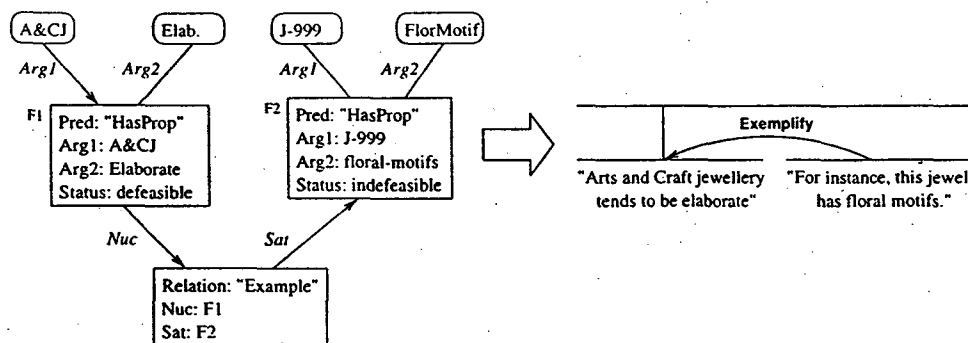 A&CJ
Elab.
J-999
FlorMotif
Arg1
Arg2
Arg1
Arg2
F1
Pred: "HasProp"
Arg1: A&CJ
Arg2: Elaborate
Status: defeasible
F2
Pred: "HasProp"
Arg1: J-999
Arg2: floral-motifs
Status: indefeasible
Nuc
Sat
Relation: "Example"
Nuc: F1
Sat: F2
Exemplify
"Arts and Craft jewellery
tends to be elaborate"
"For instance, this jewel
has floral motifs."